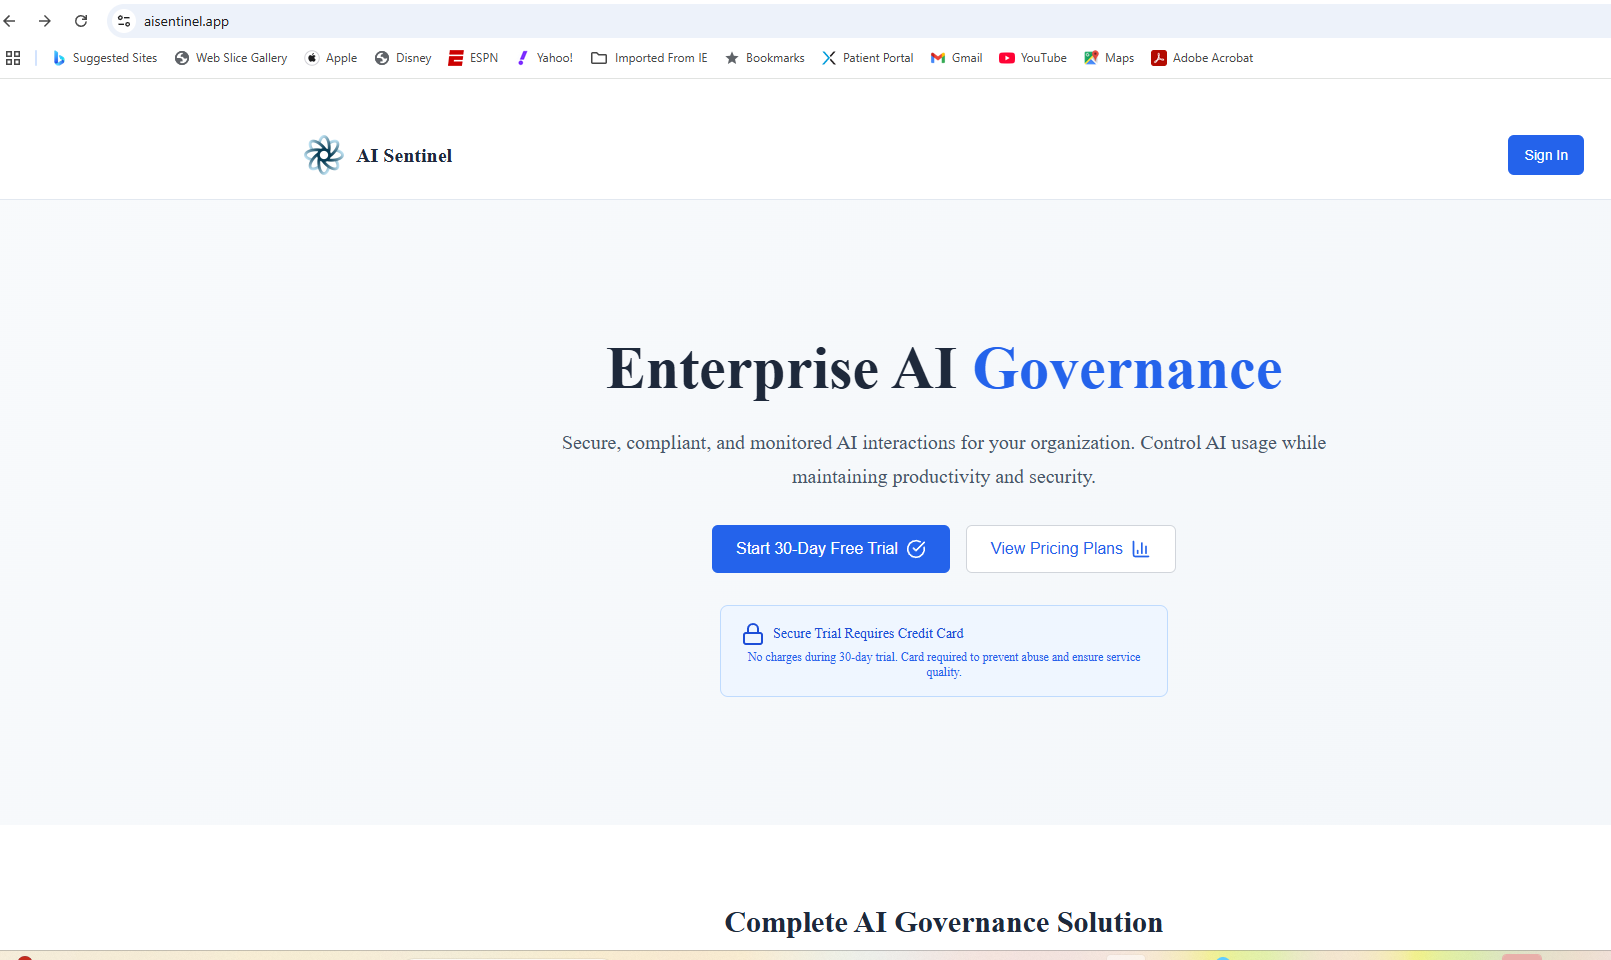 aisentinel.app
Suggested Sites Web Slice Gallery Apple Disney ESPN Yahoo! Imported From IE Bookmarks Patient Portal Gmail YouTube Maps Adobe Acrobat
AI Sentinel
Sign In
Enterprise AI Governance
Secure, compliant, and monitored AI interactions for your organization. Control AI usage while
maintaining productivity and security.
Start 30-Day Free Trial
View Pricing Plans
Secure Trial Requires Credit Card
No charges during 30-day trial. Card required to prevent abuse and ensure service
quality.
Complete AI Governance Solution